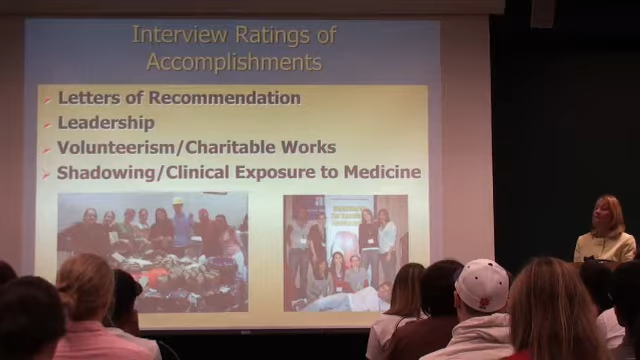 Interview Ratings of
Accomplishments
Letters of Recommendation
Leadership
Volunteerism/Charitable Works
Shadowing/Clinical Exposure to Medicine